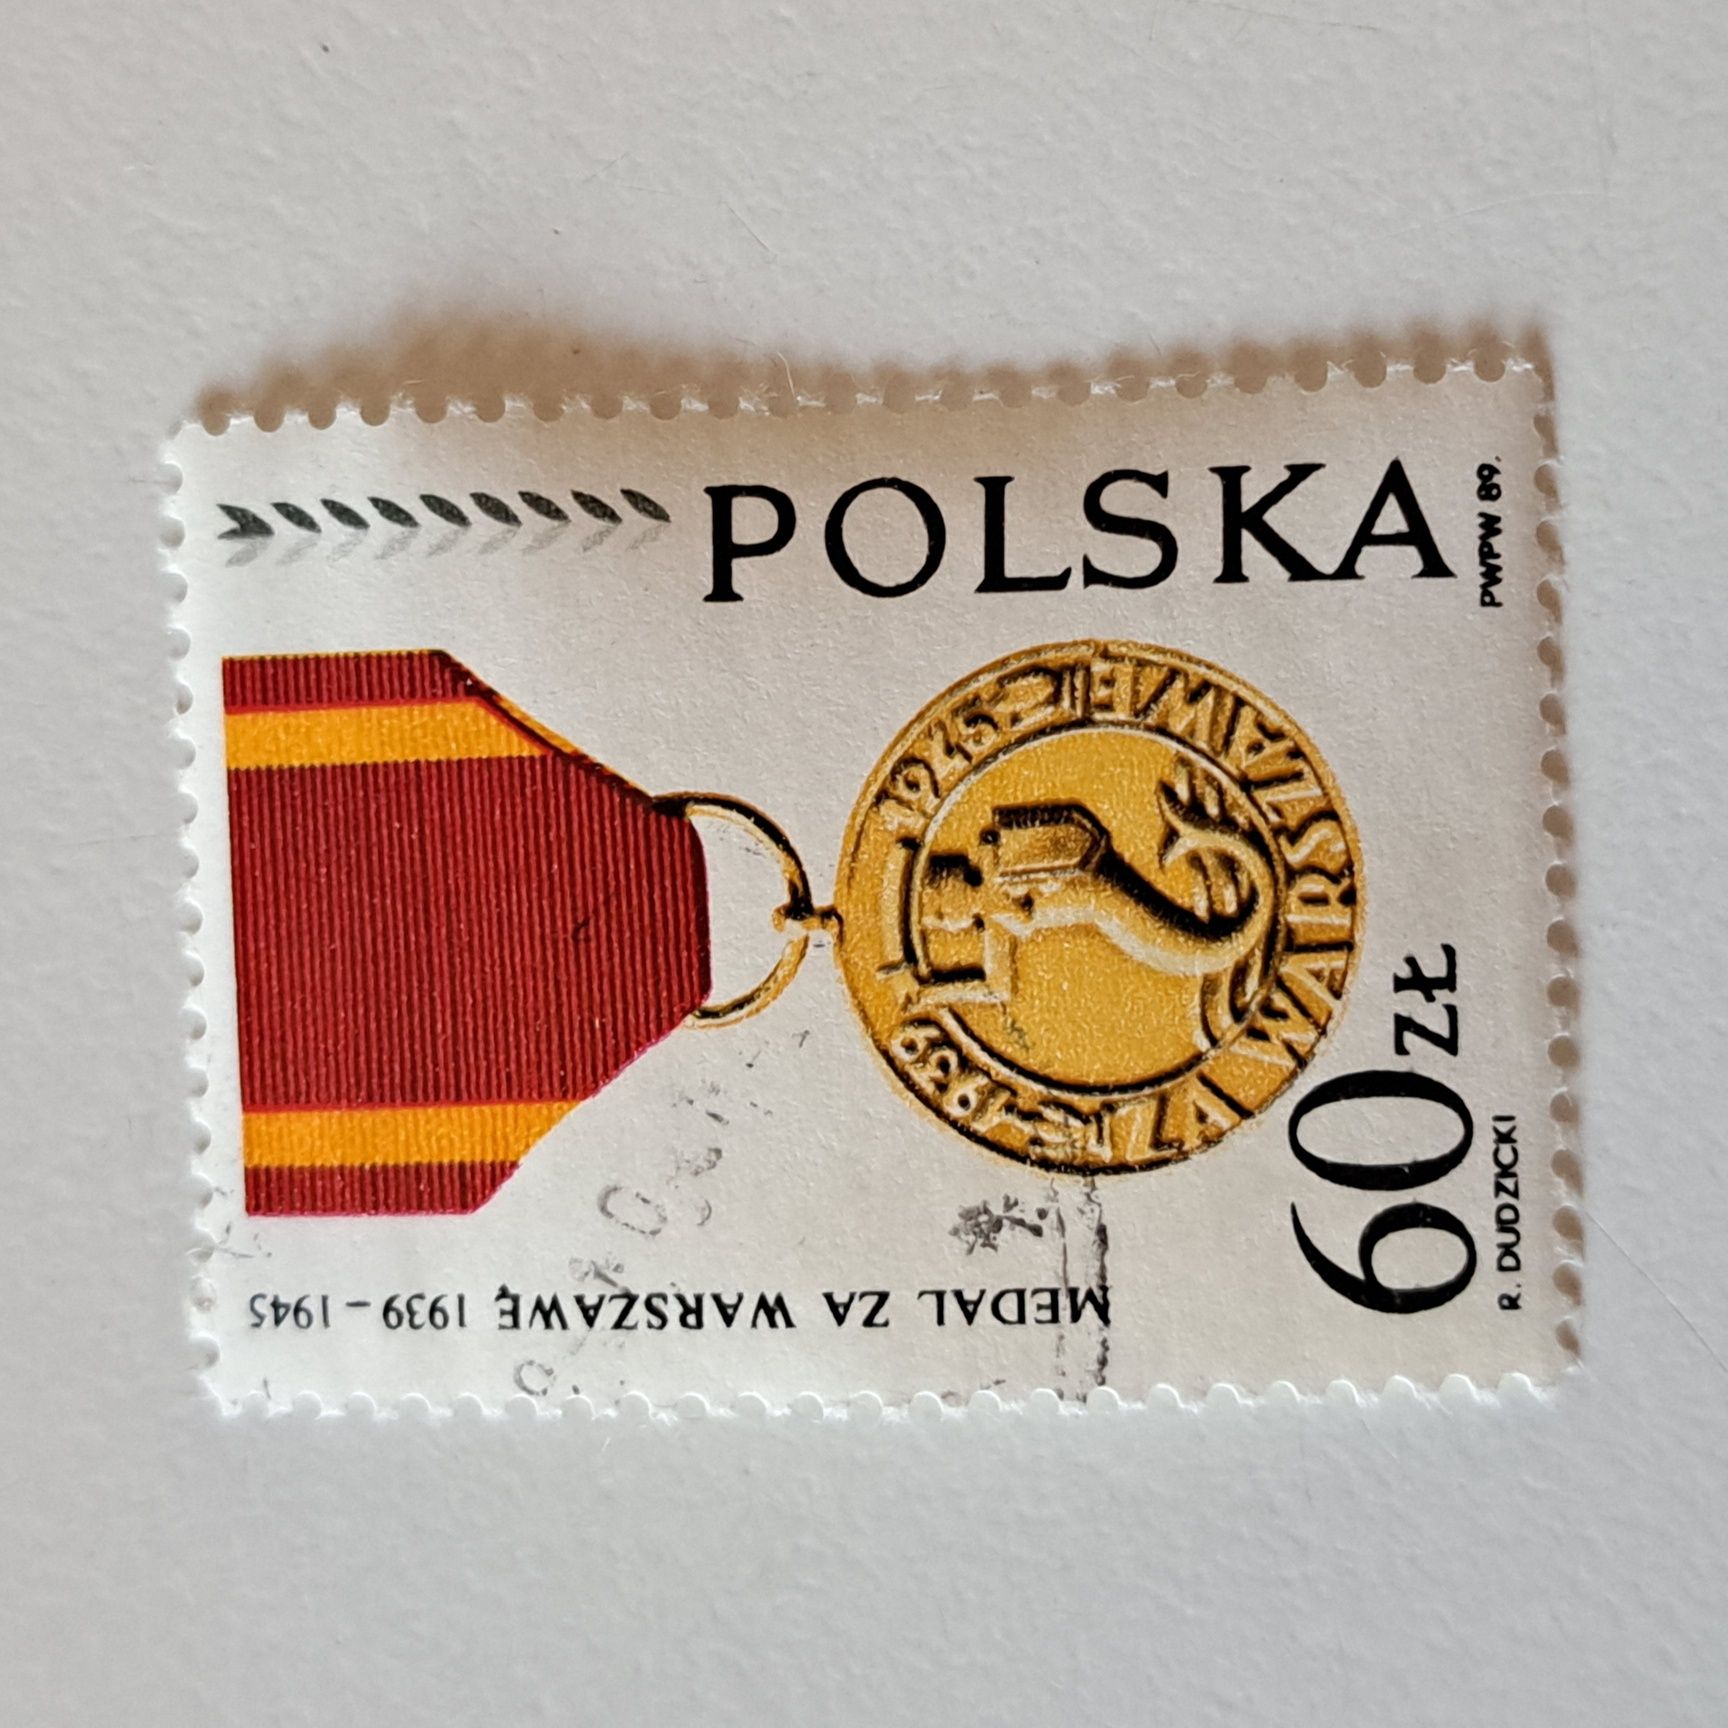 POLSKA
PWPW 89.
1939–1945
ZA WARSZAWĘ
60 ZŁ
R. DUDZICKI
MEDAL ZA WARSZAWĘ 1939 – 1945